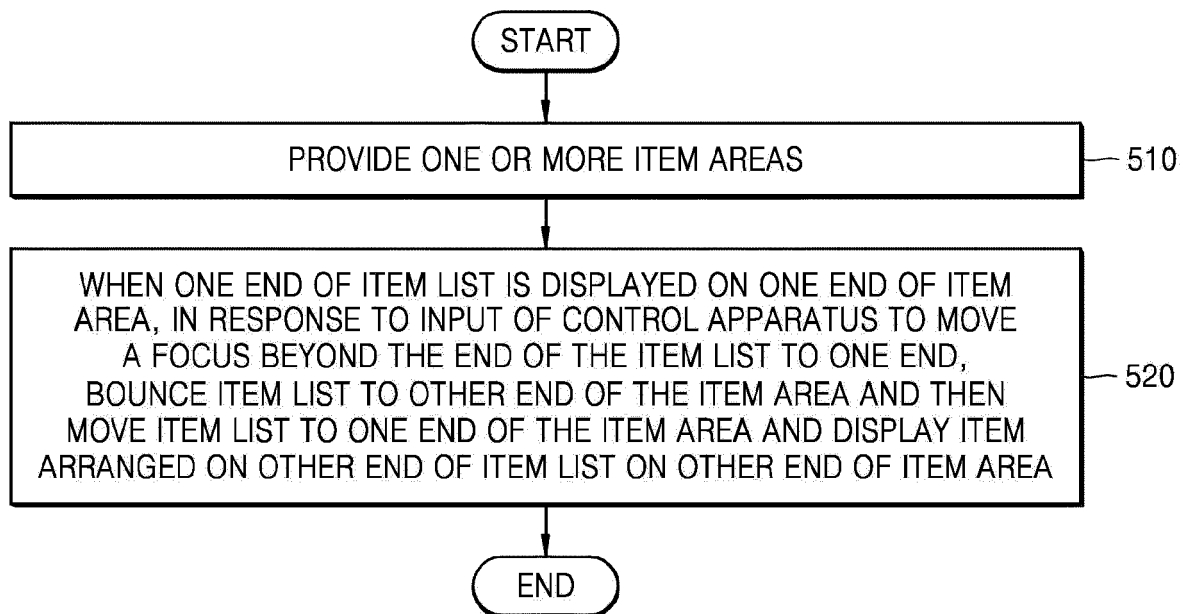 START
PROVIDE ONE OR MORE ITEM AREAS
510
WHEN ONE END OF ITEM LIST IS DISPLAYED ON ONE END OF ITEM
AREA, IN RESPONSE TO INPUT OF CONTROL APPARATUS TO MOVE
A FOCUS BEYOND THE END OF THE ITEM LIST TO ONE END,
BOUNCE ITEM LIST TO OTHER END OF THE ITEM AREA AND THEN
MOVE ITEM LIST TO ONE END OF THE ITEM AREA AND DISPLAY ITEM
ARRANGED ON OTHER END OF ITEM LIST ON OTHER END OF ITEM AREA
520
END